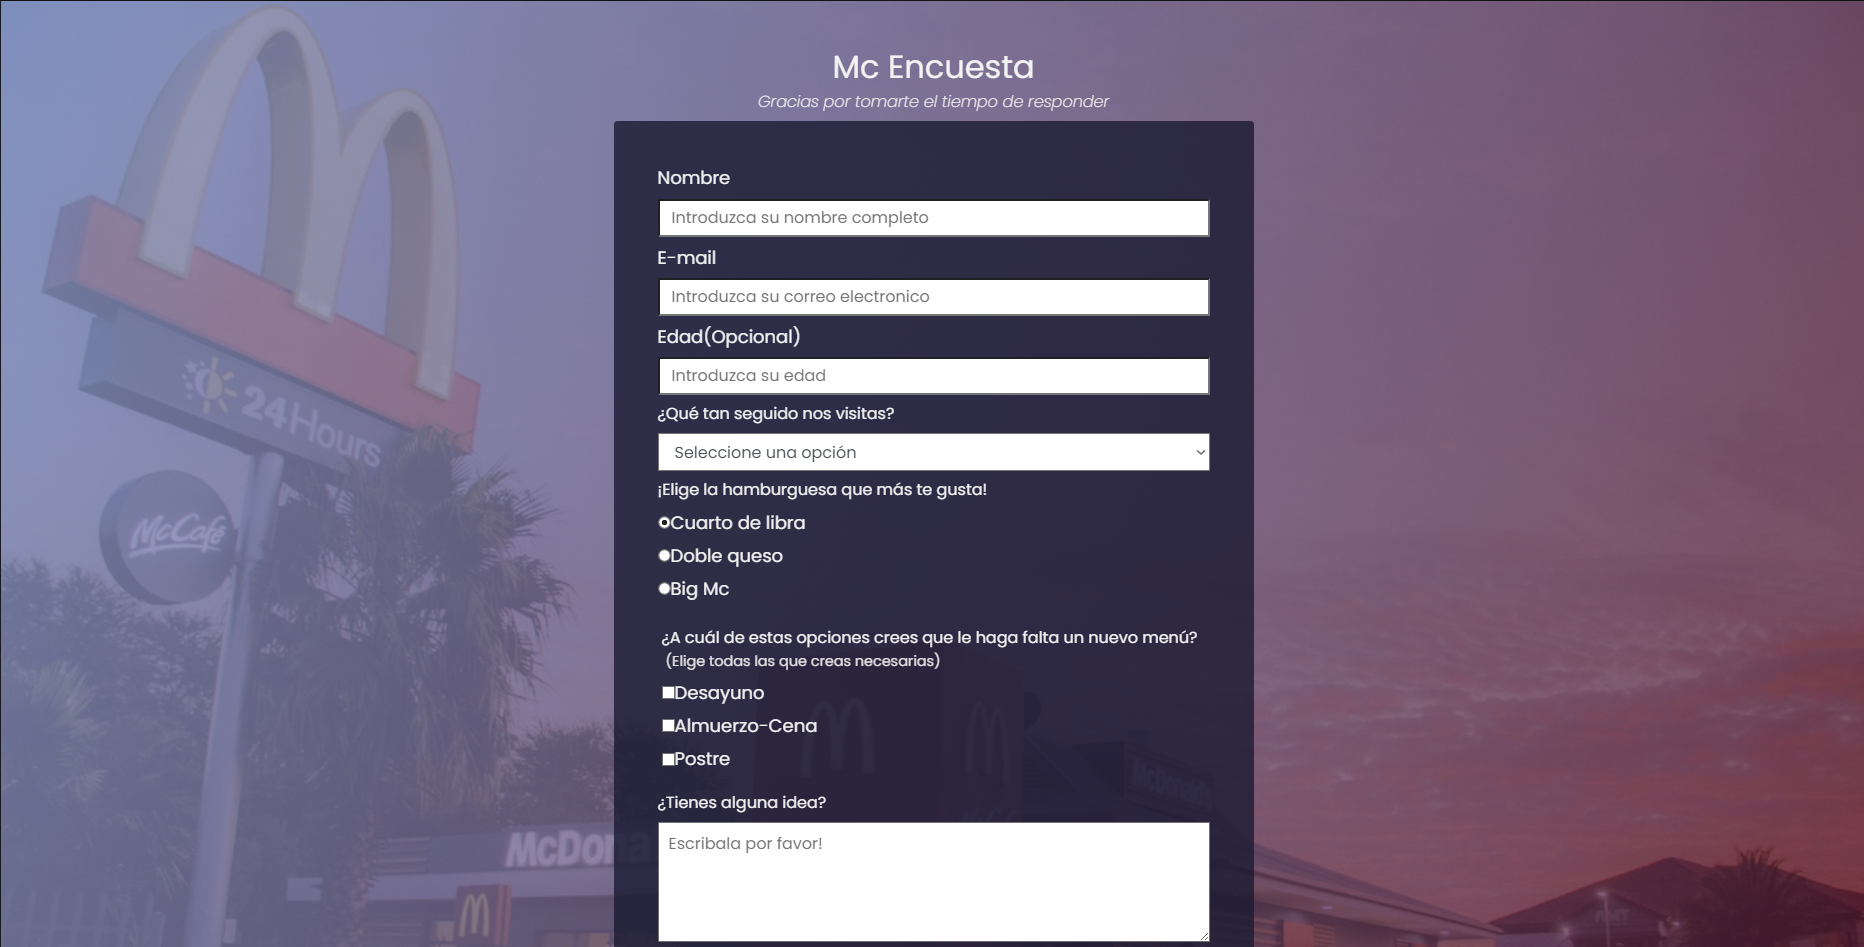 Mc Encuesta
Gracias por tomarte el tiempo de responder
Nombre
Introduzca su nombre completo
E-mail
Introduzca su correo electronico
Edad(Opcional)
Introduzca su edad
¿Qué tan seguido nos visitas?
Seleccione una opción
¡Elige la hamburguesa que más te gusta!
Cuarto de libra
Doble queso
Big Mc
¿A cuál de estas opciones crees que le haga falta un nuevo menú?
(Elige todas las que creas necesarias)
Desayuno
Almuerzo-Cena
Postre
¿Tienes alguna idea?
Escribala por favor!
24Hours
McCafé
McDona
McDonald's